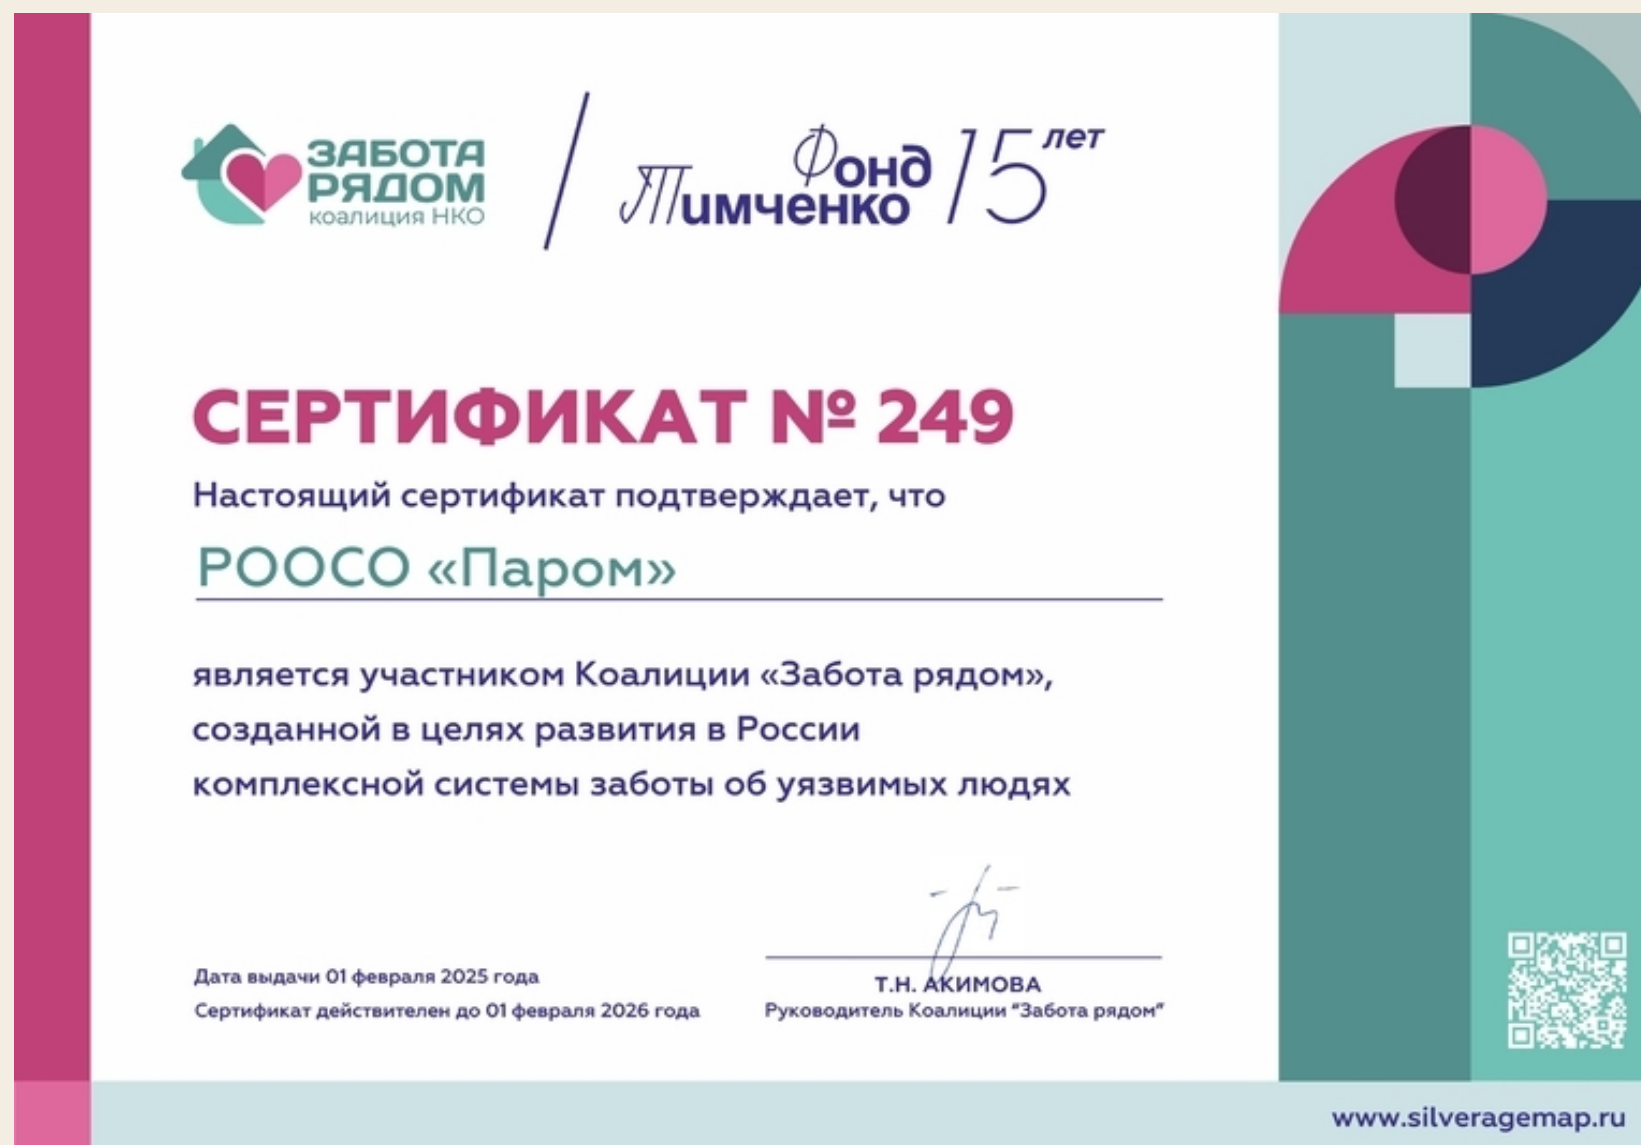 ЗАБОТА
РЯДОМ
коалиция НКО
Фонд
Тимченко
15 лет
СЕРТИФИКАТ № 249
Настоящий сертификат подтверждает, что
РООСО «Паром»
является участником Коалиции «Забота рядом»,
созданной в целях развития в России
комплексной системы заботы об уязвимых людях
Дата выдачи 01 февраля 2025 года
Сертификат действителен до 01 февраля 2026 года
Т.Н. АКИМОВА
Руководитель Коалиции "Забота рядом"
www.silveragemap.ru